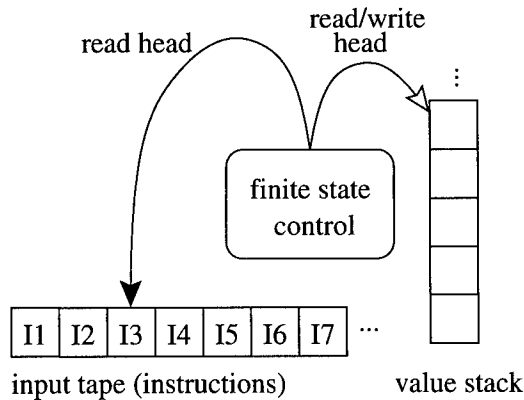 read head
read/write
head
...
finite state
control
I1 I2 I3 I4 I5 I6 I7 ...
input tape (instructions)
value stack